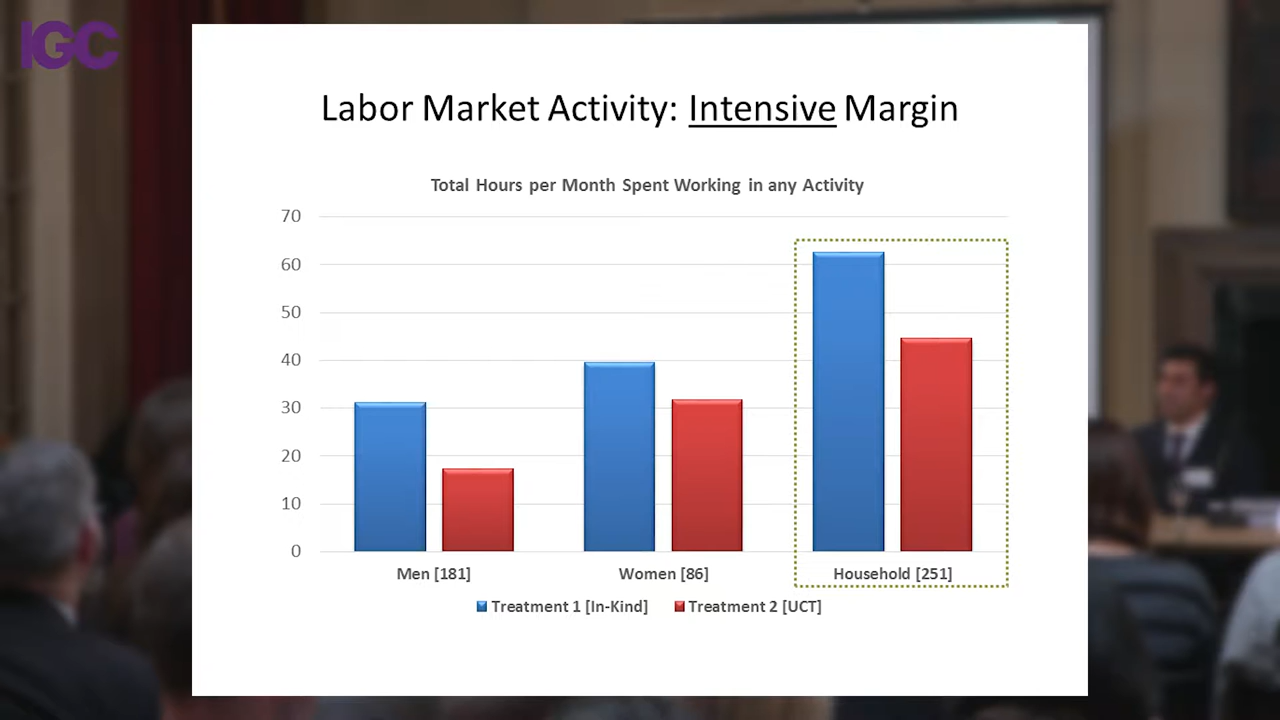 IGC
Labor Market Activity: Intensive Margin
Total Hours per Month Spent Working in any Activity
70
60
50
40
30
20
10
0
Men [181] Women [86] Household [251]
Treatment 1 [In-Kind] Treatment 2 [UCT]